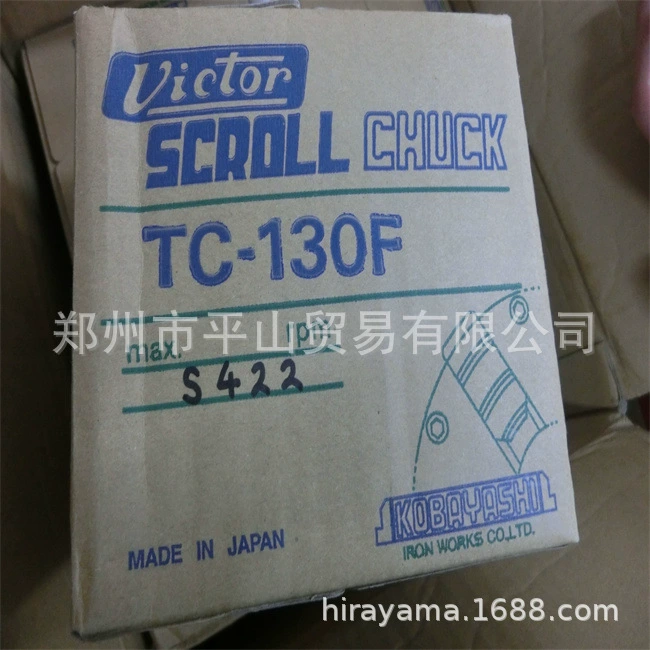 Victor
SCROLL CHUCK
TC-130F
郑州市平山贸易有限公司
max. rpm.
S422
KOBAYASHI
IRON WORKS CO.,LTD.
MADE IN JAPAN
hirayama.1688.com